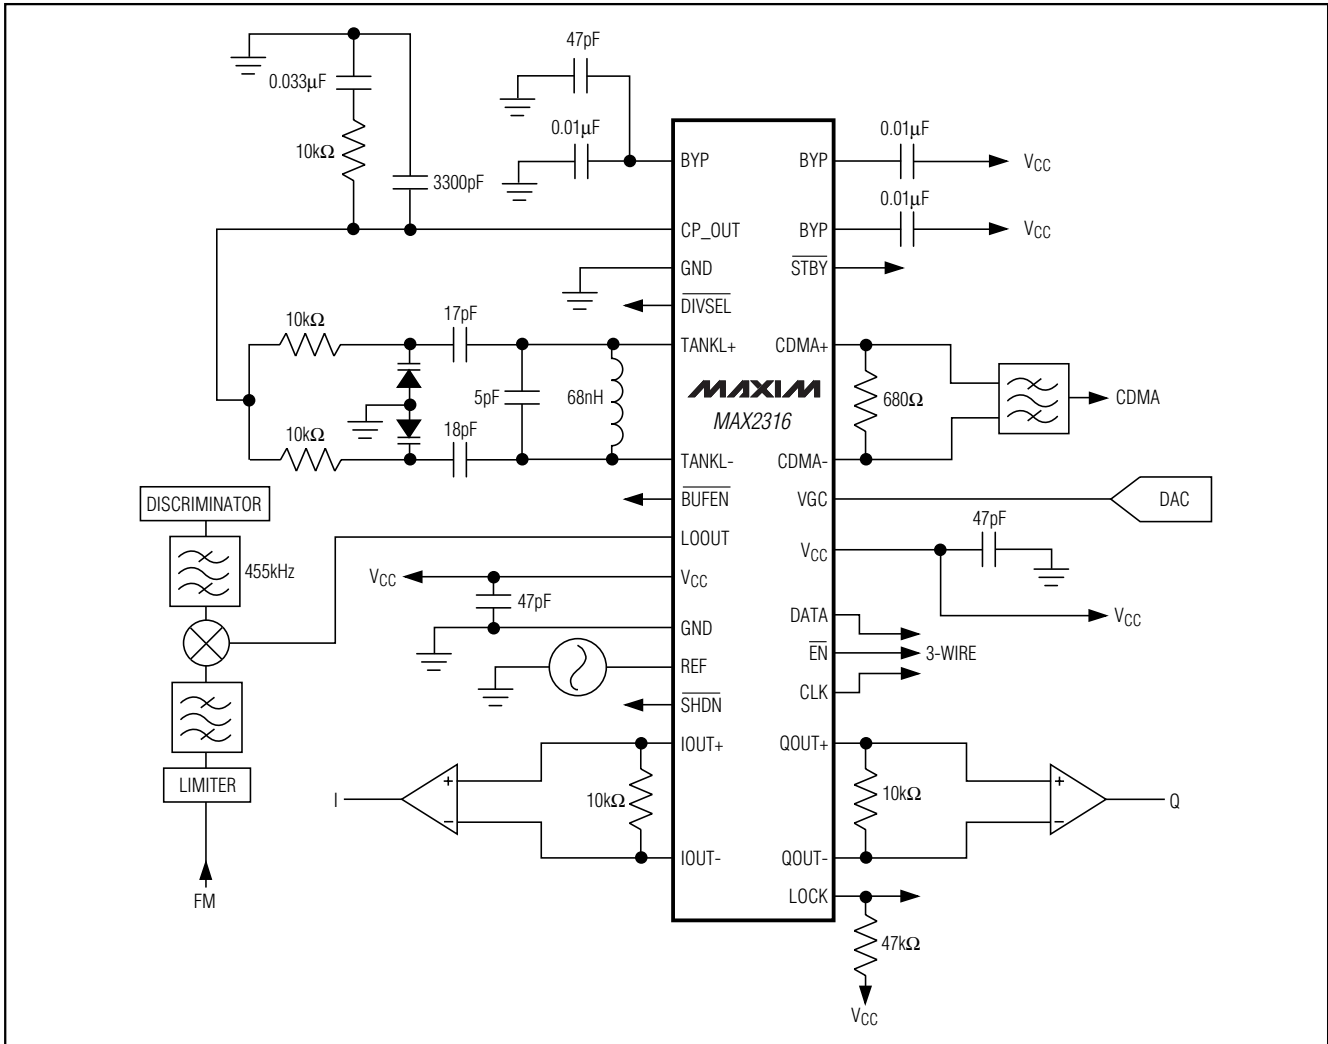 47pF
0.033μF
0.01μF
0.01μF
10kΩ
BYP
BYP
VCC
3300pF
0.01μF
CP_OUT
BYP
VCC
GND
STBY
DIVSEL
17pF
10kΩ
TANKL+
CDMA+
MAXIM
5pF
68nH
680Ω
CDMA
MAX2316
18pF
10kΩ
TANKL-
CDMA-
BUFEN
VGC
DAC
DISCRIMINATOR
47pF
LOOUT
VCC
455kHz
VCC
VCC
47pF
DATA
VCC
GND
EN
3-WIRE
REF
CLK
SHDN
IOUT+
QOUT+
LIMITER
+
+
I
10kΩ
10kΩ
Q
−
−
IOUT-
QOUT-
FM
LOCK
47kΩ
VCC